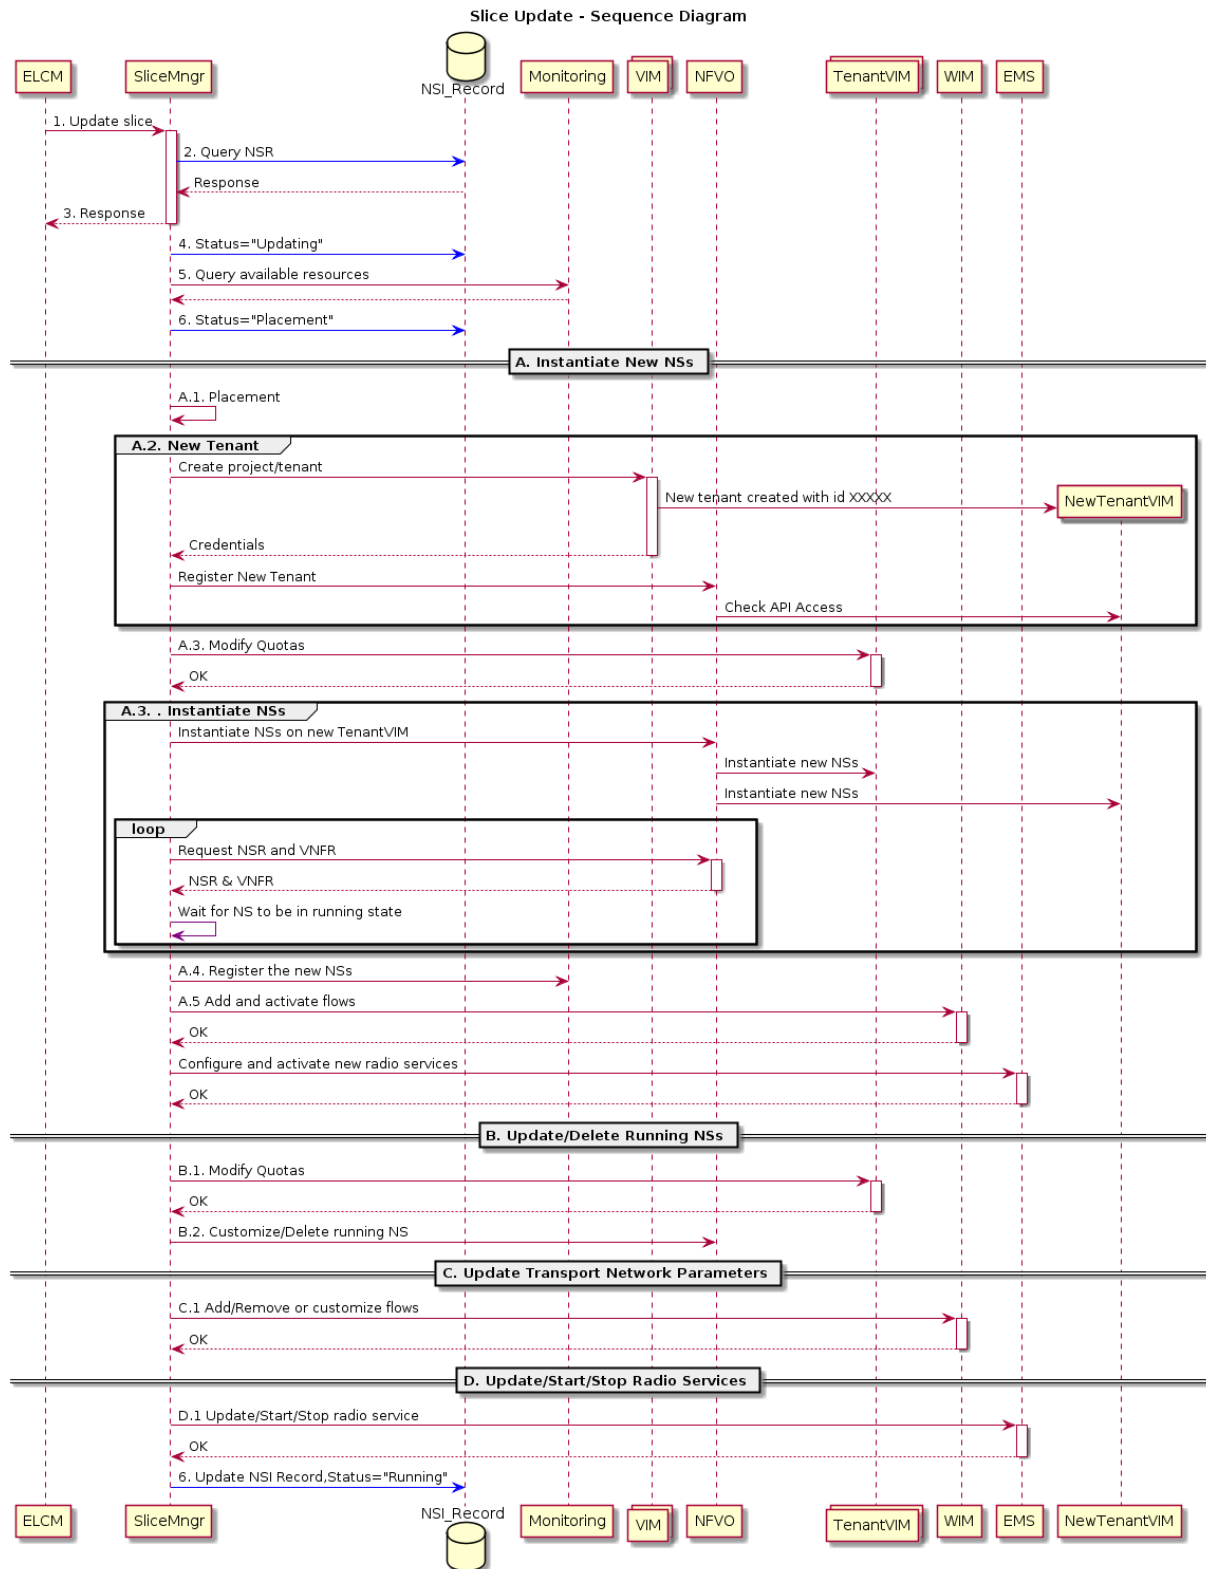 Slice Update - Sequence Diagram
ELCM
SliceMngr
NSI_Record
Monitoring
VIM
NFVO
TenantVIM
WIM
EMS
1. Update slice
2. Query NSR
Response
3. Response
4. Status="Updating"
5. Query available resources
6. Status="Placement"
A. Instantiate New NSs
A.1. Placement
A.2. New Tenant
Create project/tenant
New tenant created with id XXXXX
NewTenantVIM
Credentials
Register New Tenant
Check API Access
A.3. Modify Quotas
OK
A.3. . Instantiate NSs
Instantiate NSs on new TenantVIM
Instantiate new NSs
Instantiate new NSs
loop
Request NSR and VNFR
NSR & VNFR
Wait for NS to be in running state
A.4. Register the new NSs
A.5 Add and activate flows
OK
Configure and activate new radio services
OK
B. Update/Delete Running NSs
B.1. Modify Quotas
OK
B.2. Customize/Delete running NS
C. Update Transport Network Parameters
C.1 Add/Remove or customize flows
OK
D. Update/Start/Stop Radio Services
D.1 Update/Start/Stop radio service
OK
6. Update NSI Record,Status="Running"
ELCM
SliceMngr
NSI_Record
Monitoring
VIM
NFVO
TenantVIM
WIM
EMS
NewTenantVIM